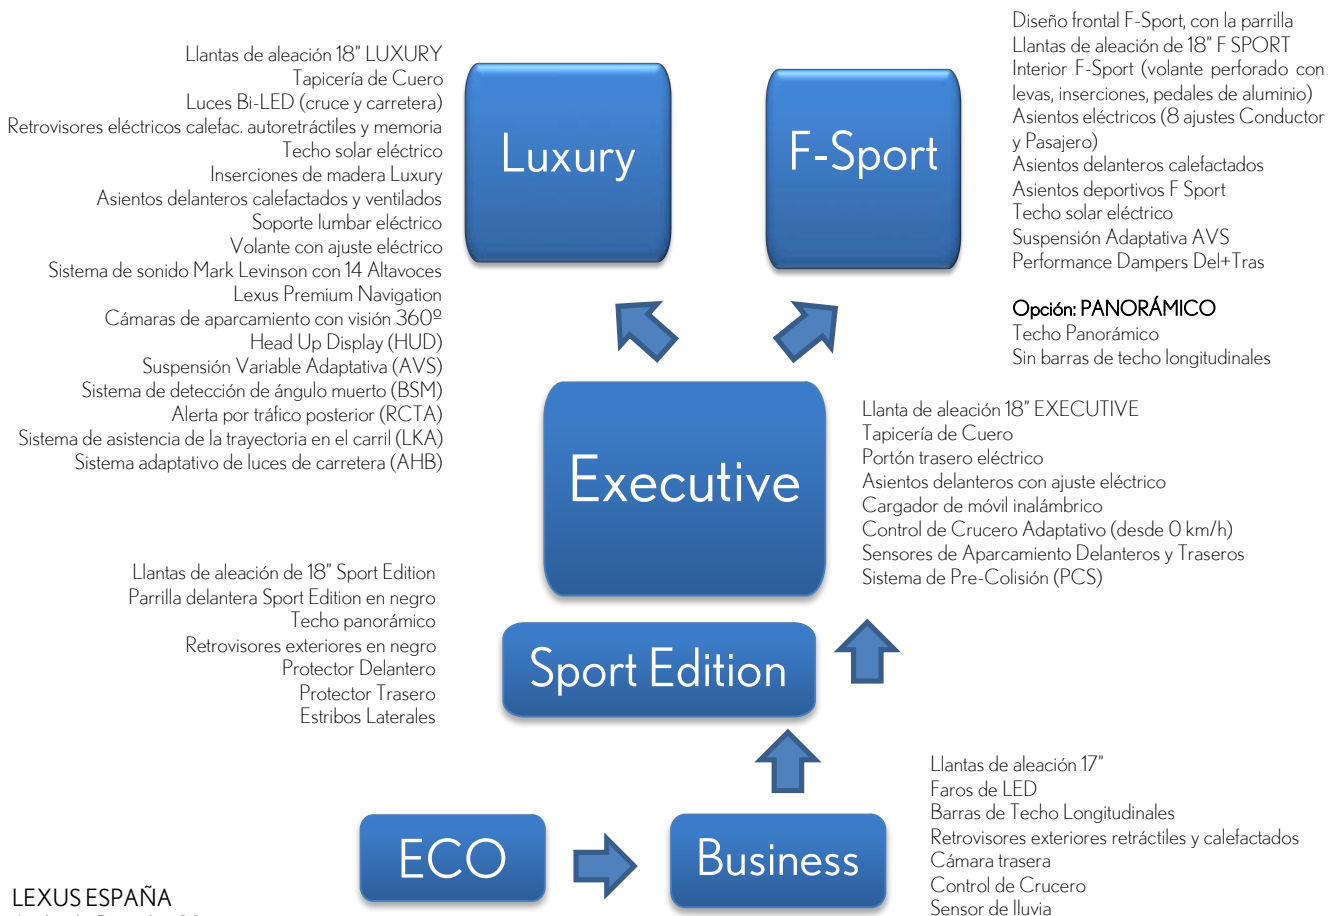 Llantas de aleación 18” LUXURY
Tapicería de Cuero
Luces Bi-LED (cruce y carretera)
Retrovisores eléctricos calefac. autoretráctiles y memoria
Techo solar eléctrico
Inserciones de madera Luxury
Asientos delanteros calefactados y ventilados
Soporte lumbar eléctrico
Volante con ajuste eléctrico
Sistema de sonido Mark Levinson con 14 Altavoces
Lexus Premium Navigation
Cámaras de aparcamiento con visión 360º
Head Up Display (HUD)
Suspensión Variable Adaptativa (AVS)
Sistema de detección de ángulo muerto (BSM)
Alerta por tráfico posterior (RCTA)
Sistema de asistencia de la trayectoria en el carril (LKA)
Sistema adaptativo de luces de carretera (AHB)
Luxury
F-Sport
Diseño frontal F-Sport, con la parrilla
Llantas de aleación de 18” F SPORT
Interior F-Sport (volante perforado con
levas, inserciones, pedales de aluminio)
Asientos eléctricos (8 ajustes Conductor
y Pasajero)
Asientos delanteros calefactados
Asientos deportivos F Sport
Techo solar eléctrico
Suspensión Adaptativa AVS
Performance Dampers Del+Tras
Opción: PANORÁMICO
Techo Panorámico
Sin barras de techo longitudinales
Executive
Llanta de aleación 18” EXECUTIVE
Tapicería de Cuero
Portón trasero eléctrico
Asientos delanteros con ajuste eléctrico
Cargador de móvil inalámbrico
Control de Crucero Adaptativo (desde 0 km/h)
Sensores de Aparcamiento Delanteros y Traseros
Sistema de Pre-Colisión (PCS)
Llantas de aleación de 18” Sport Edition
Parrilla delantera Sport Edition en negro
Techo panorámico
Retrovisores exteriores en negro
Protector Delantero
Protector Trasero
Estribos Laterales
Sport Edition
ECO
Business
Llantas de aleación 17”
Faros de LED
Barras de Techo Longitudinales
Retrovisores exteriores retráctiles y calefactados
Cámara trasera
Control de Crucero
Sensor de lluvia
LEXUS ESPAÑA